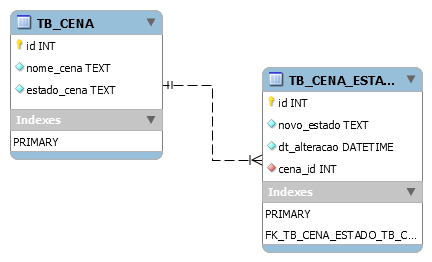 TB_CENA
id INT
nome_cena TEXT
estado_cena TEXT
Indexes
PRIMARY
TB_CENA_ESTA...
id INT
novo_estado TEXT
dt_alteracao DATETIME
cena_id INT
Indexes
PRIMARY
FK_TB_CENA_ESTADO_TB_C...